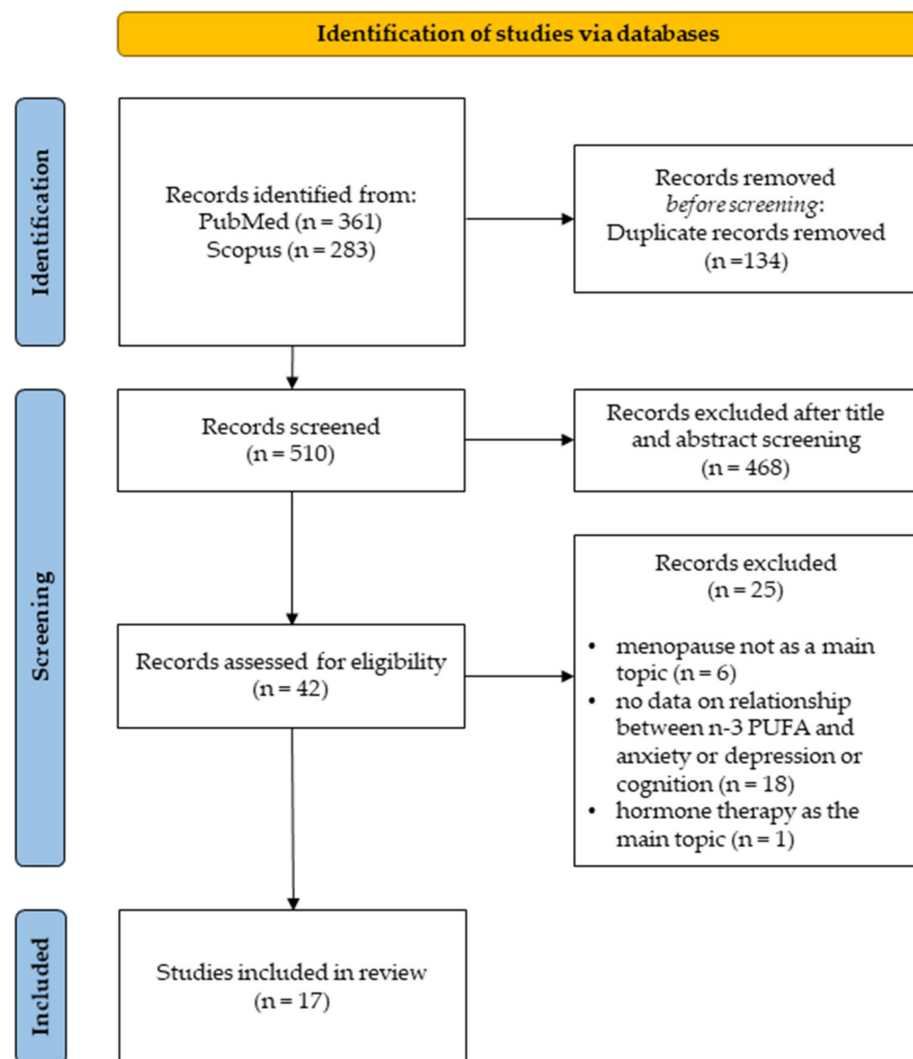 Identification of studies via databases
Identification
Records identified from:
PubMed (n = 361)
Scopus (n = 283)
Records removed
before screening:
Duplicate records removed
(n =134)
Screening
Records screened
(n = 510)
Records excluded after title
and abstract screening
(n = 468)
Records assessed for eligibility
(n = 42)
Records excluded
(n = 25)
• menopause not as a main
topic (n = 6)
• no data on relationship
between n-3 PUFA and
anxiety or depression or
cognition (n = 18)
• hormone therapy as the
main topic (n = 1)
Included
Studies included in review
(n = 17)